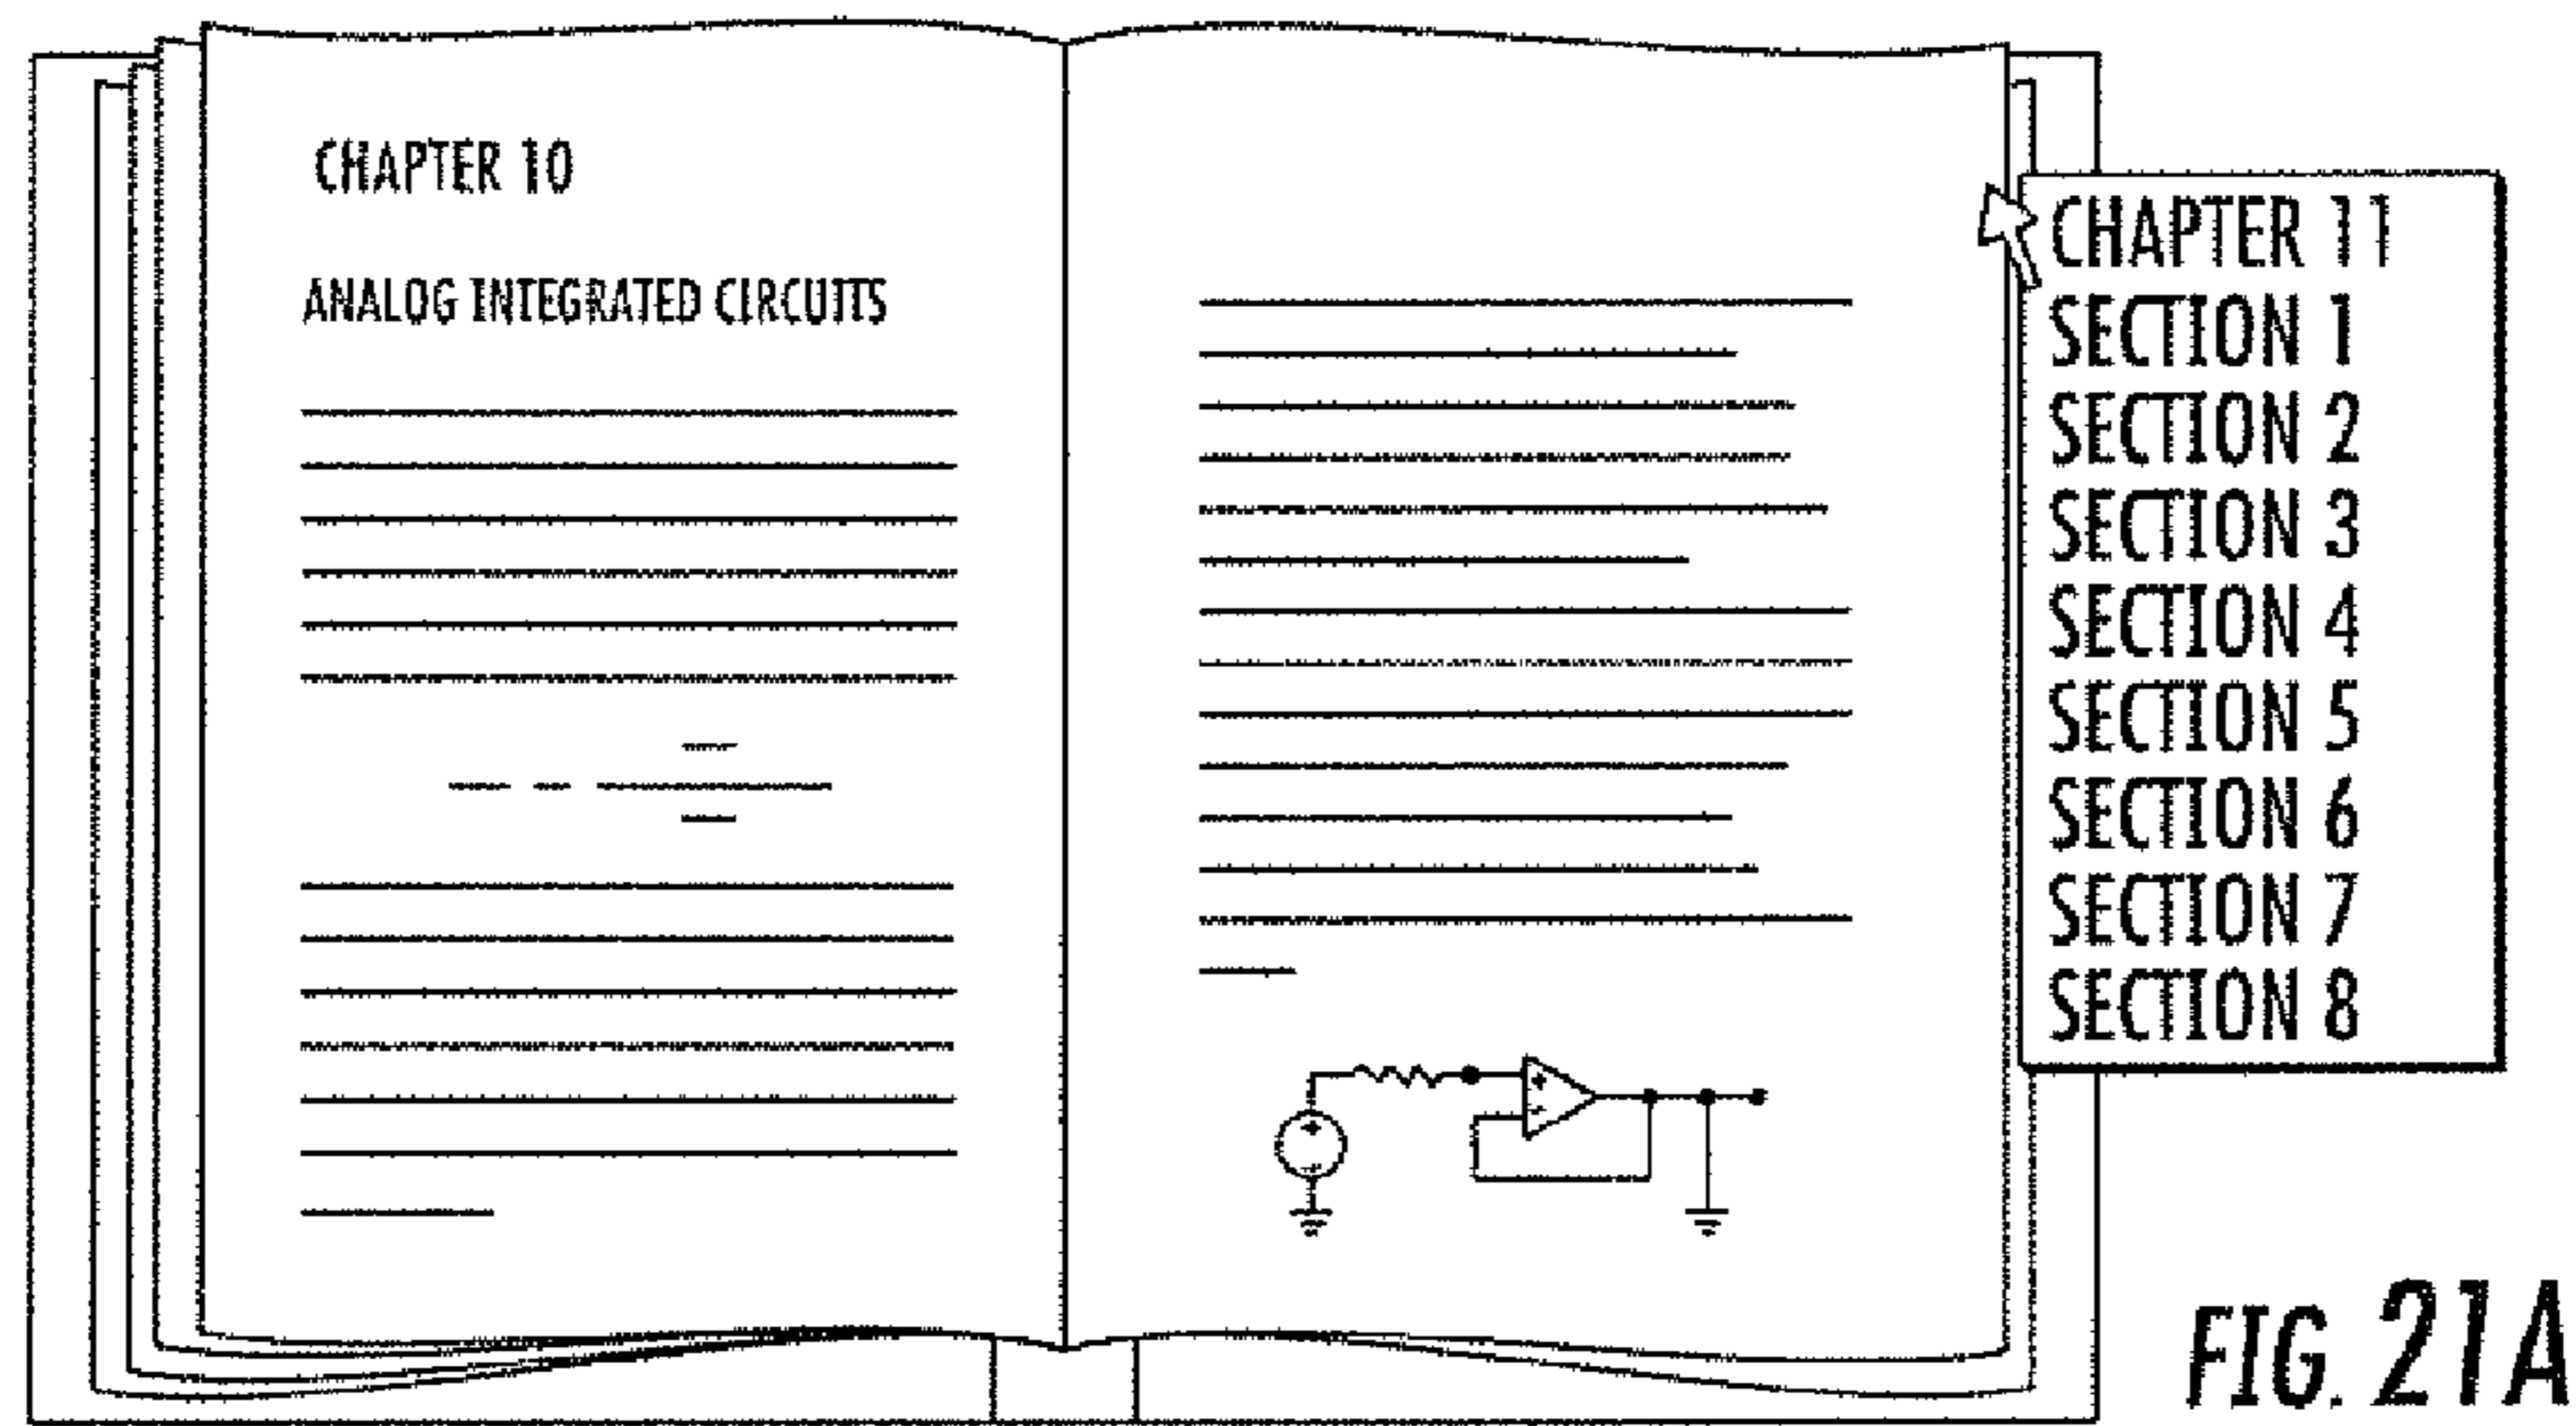 CHAPTER 10
ANALOG INTEGRATED CIRCUITS
CHAPTER 11
SECTION 1
SECTION 2
SECTION 3
SECTION 4
SECTION 5
SECTION 6
SECTION 7
SECTION 8
FIG. 21A